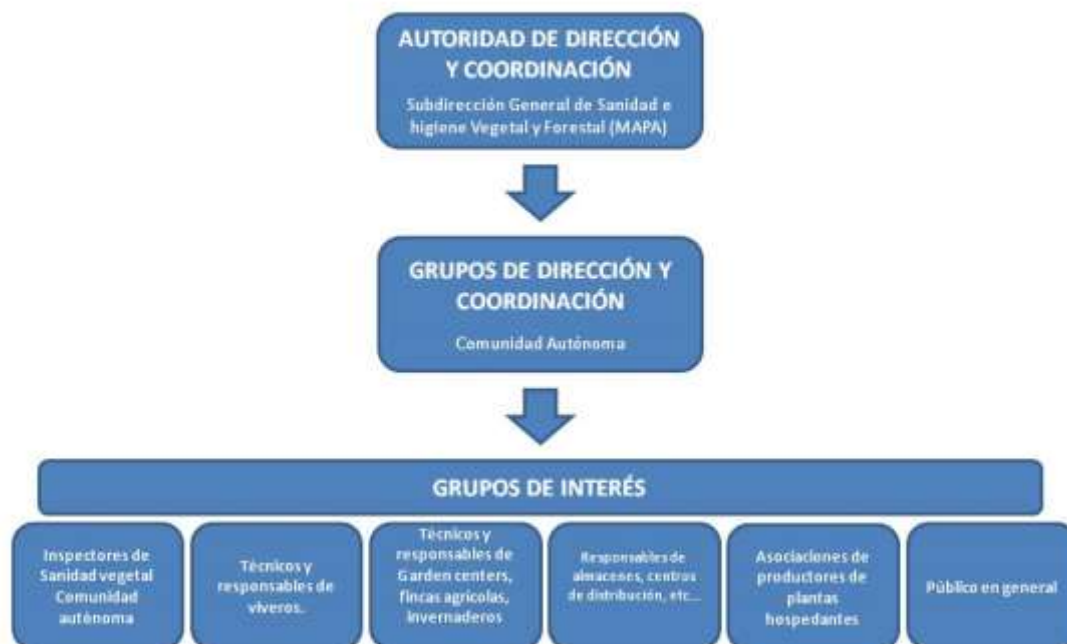 AUTORIDAD DE DIRECCIÓN
Y COORDINACIÓN
Subdirección General de Sanidad e
higiene Vegetal y Forestal (MAPA)
GRUPOS DE DIRECCIÓN Y
COORDINACIÓN
Comunidad Autónoma
GRUPOS DE INTERÉS
Inspectores de
Sanidad vegetal
Comunidad
autónoma
Técnicos y
responsables de
viveros.
Técnicos y
responsables de
Garden centers,
fincas agrícolas,
invernaderos
Responsables de
almacenes, centros
de distribución, etc...
Asociaciones de
productores de
plantas
hospedantes
Público en general